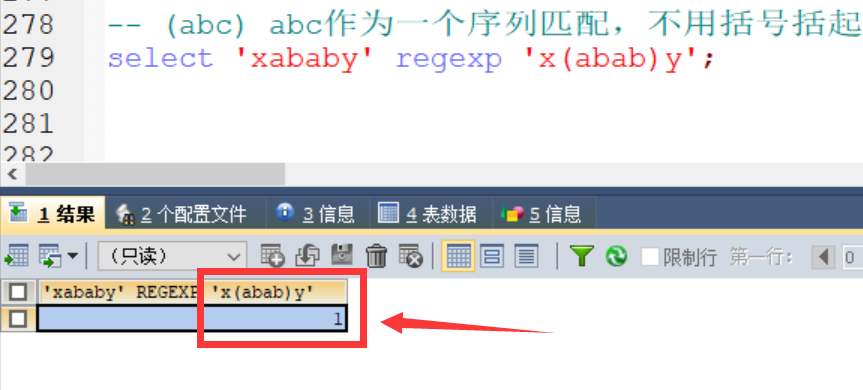 278 -- (abc) abc作为一个序列匹配，不用括号括起
279 select 'xababy' regexp 'x(abab)y';
280
281
282
1 结果 2 个配置文件 3 信息 4 表数据 5 信息
（只读） 限制行 第一行: 0
'xababy' REGEXP 'x(abab)y'
1